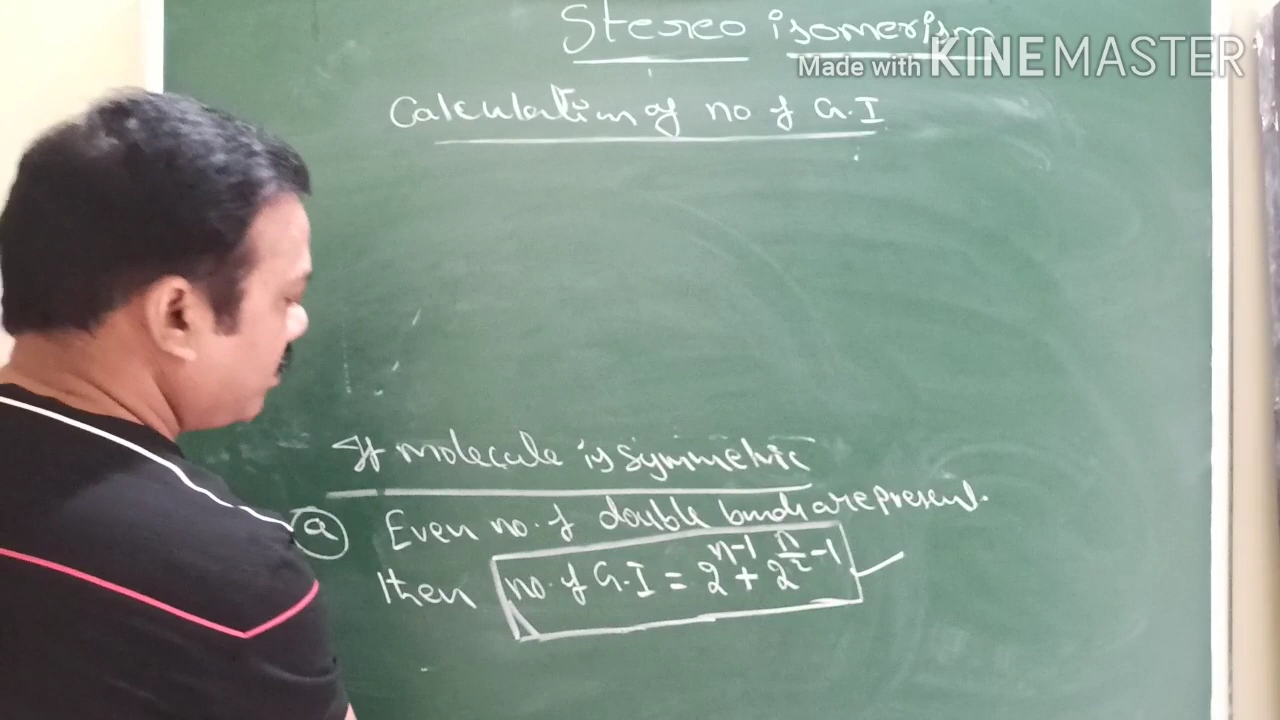 Stereo isomerism
Made with KINEMASTER
Calculation of no of G.I
If molecule is symmetric
(a) Even no. of double bonds are present.
then no. of G.I = 2^{n-1} + 2^{n/2 - 1}